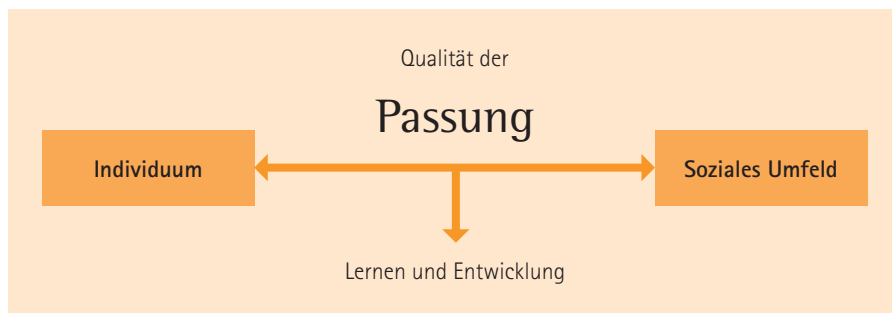 Qualität der
Passung
Individuum
Soziales Umfeld
Lernen und Entwicklung